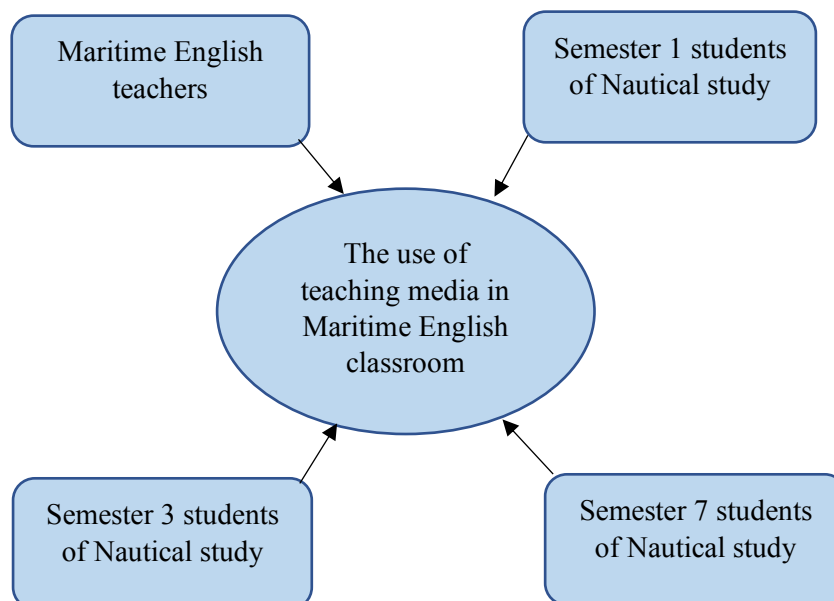 Maritime English
teachers
Semester 1 students
of Nautical study
The use of
teaching media in
Maritime English
classroom
Semester 3 students
of Nautical study
Semester 7 students
of Nautical study